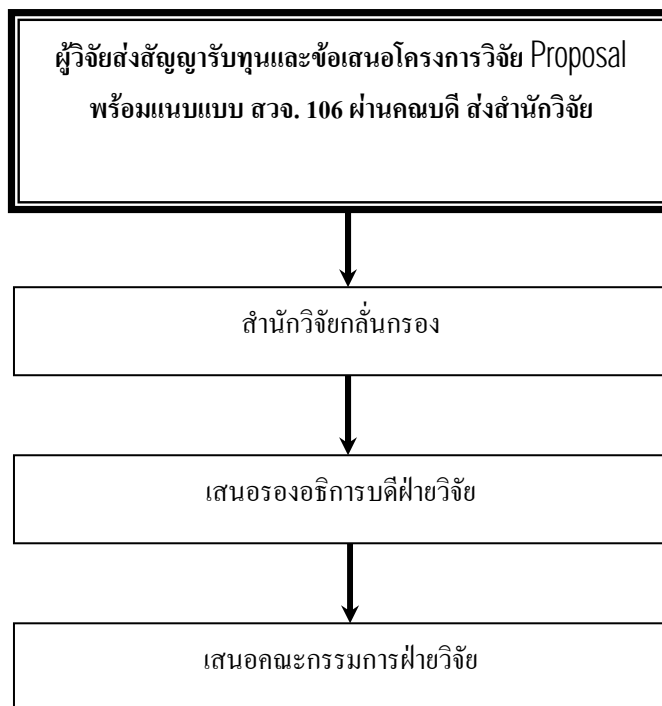 ผู้วิจัยส่งสัญญารับทุนและข้อเสนอโครงการวิจัย Proposal
พร้อมแนบแบบ สวจ. 106 ผ่านคณบดี ส่งสำนักวิจัย
สำนักวิจัยกลั่นกรอง
เสนอรองอธิการบดีฝ่ายวิจัย
เสนอคณะกรรมการฝ่ายวิจัย